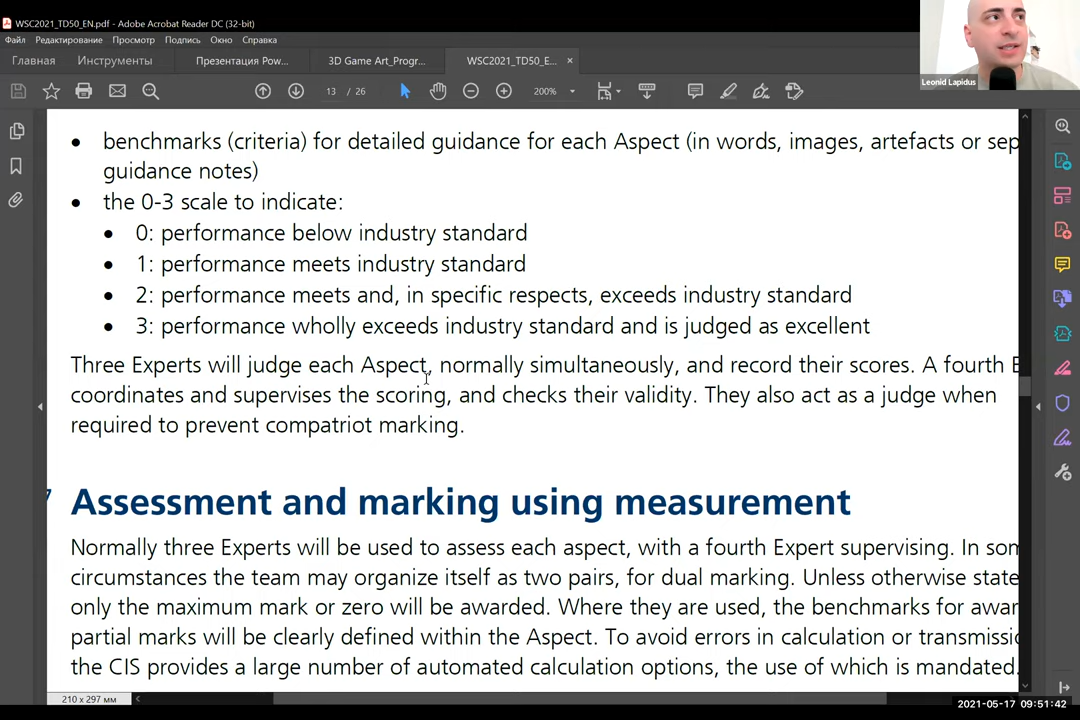 WSC2021_TD50_EN.pdf - Adobe Acrobat Reader DC (32-bit)
Файл Редактирование Просмотр Подпись Окно Справка
Главная Инструменты Презентация Pow... 3D Game Art_Progr... WSC2021_TD50_E... ×
13 / 26 200%
Leonid Lapidus
• benchmarks (criteria) for detailed guidance for each Aspect (in words, images, artefacts or sep
guidance notes)
• the 0-3 scale to indicate:
• 0: performance below industry standard
• 1: performance meets industry standard
• 2: performance meets and, in specific respects, exceeds industry standard
• 3: performance wholly exceeds industry standard and is judged as excellent
Three Experts will judge each Aspect, normally simultaneously, and record their scores. A fourth E
coordinates and supervises the scoring, and checks their validity. They also act as a judge when
required to prevent compatriot marking.
Assessment and marking using measurement
Normally three Experts will be used to assess each aspect, with a fourth Expert supervising. In som
circumstances the team may organize itself as two pairs, for dual marking. Unless otherwise state
only the maximum mark or zero will be awarded. Where they are used, the benchmarks for awar
partial marks will be clearly defined within the Aspect. To avoid errors in calculation or transmissio
the CIS provides a large number of automated calculation options, the use of which is mandated.
210 x 297 мм
2021-05-17 09:51:42